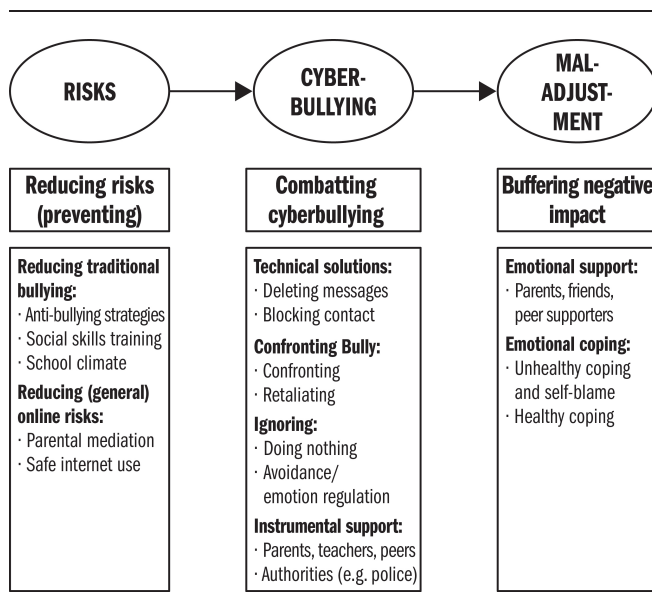 RISKS
CYBER-
BULLYING
MAL-
ADJUST-
MENT
Reducing risks
(preventing)
Combatting
cyberbullying
Buffering negative
impact
Reducing traditional
bullying:
· Anti-bullying strategies
· Social skills training
· School climate
Reducing (general)
online risks:
· Parental mediation
· Safe internet use
Technical solutions:
· Deleting messages
· Blocking contact
Confronting Bully:
· Confronting
· Retaliating
Ignoring:
· Doing nothing
· Avoidance/
emotion regulation
Instrumental support:
· Parents, teachers, peers
· Authorities (e.g. police)
Emotional support:
· Parents, friends,
peer supporters
Emotional coping:
· Unhealthy coping
and self-blame
· Healthy coping